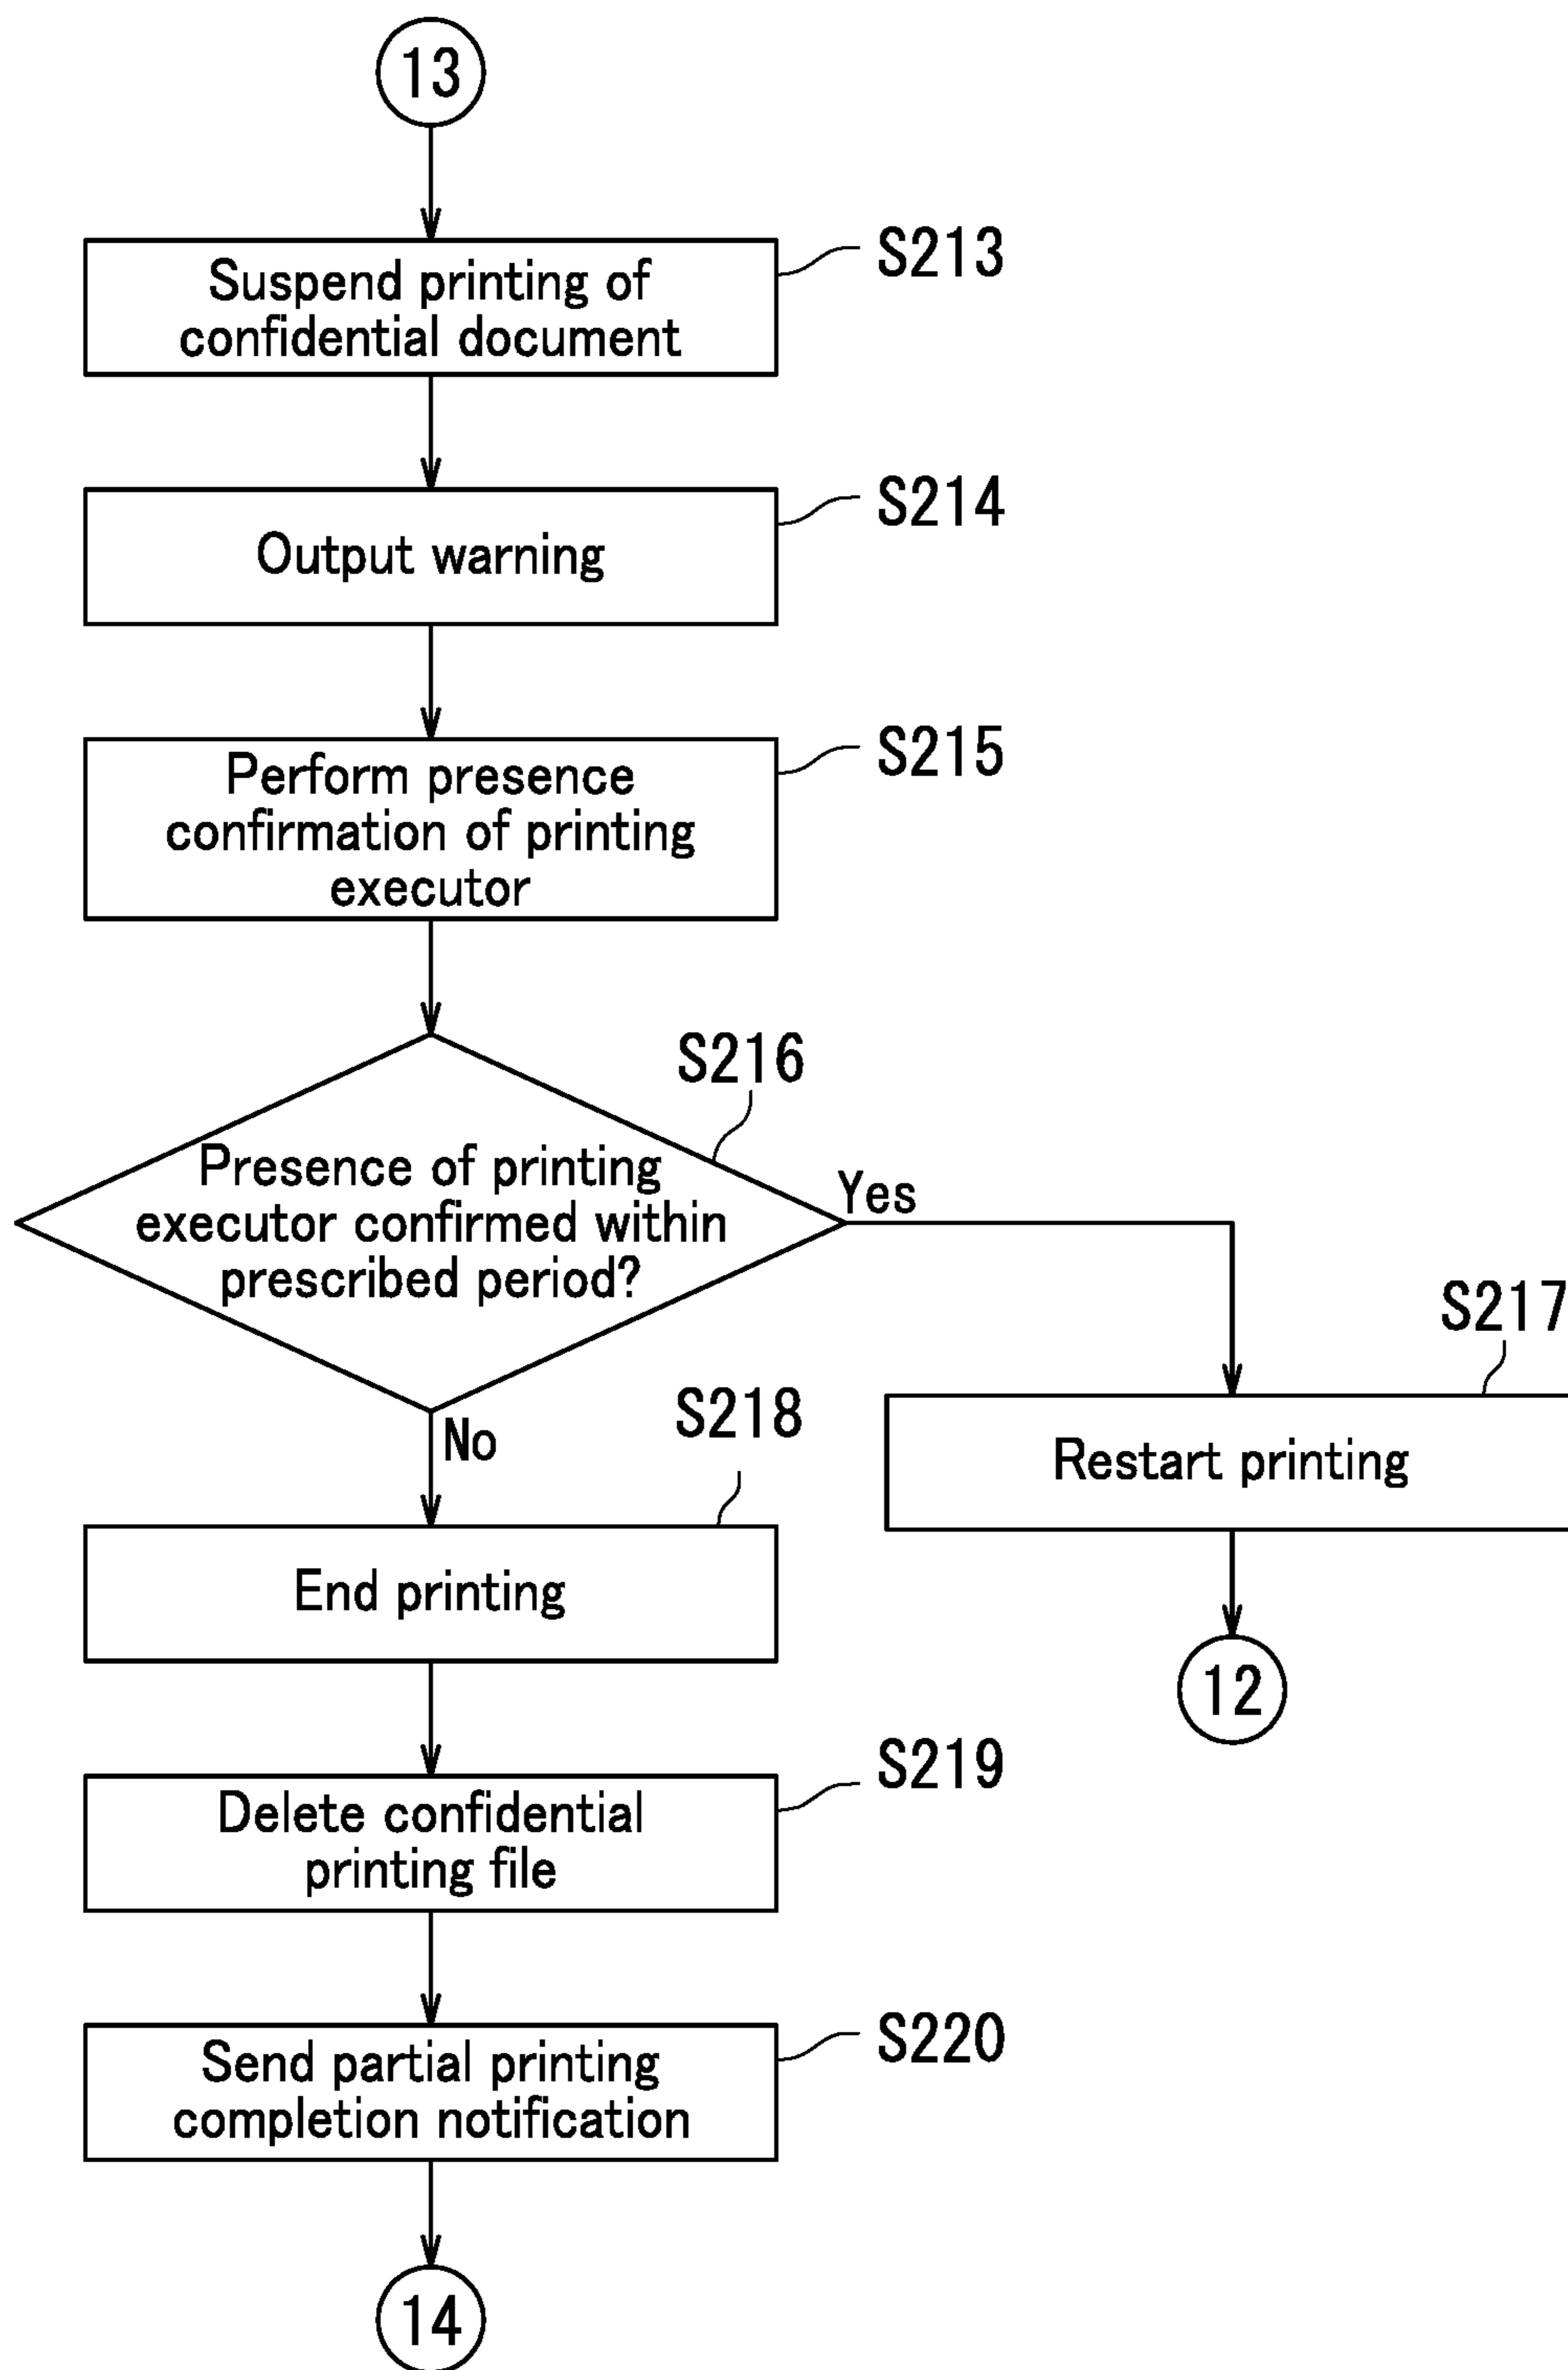 13
S213
Suspend printing of
confidential document
S214
Output warning
S215
Perform presence
confirmation of printing
executor
S216
Presence of printing
executor confirmed within
prescribed period?
Yes
No
S217
Restart printing
12
S218
End printing
S219
Delete confidential
printing file
S220
Send partial printing
completion notification
14